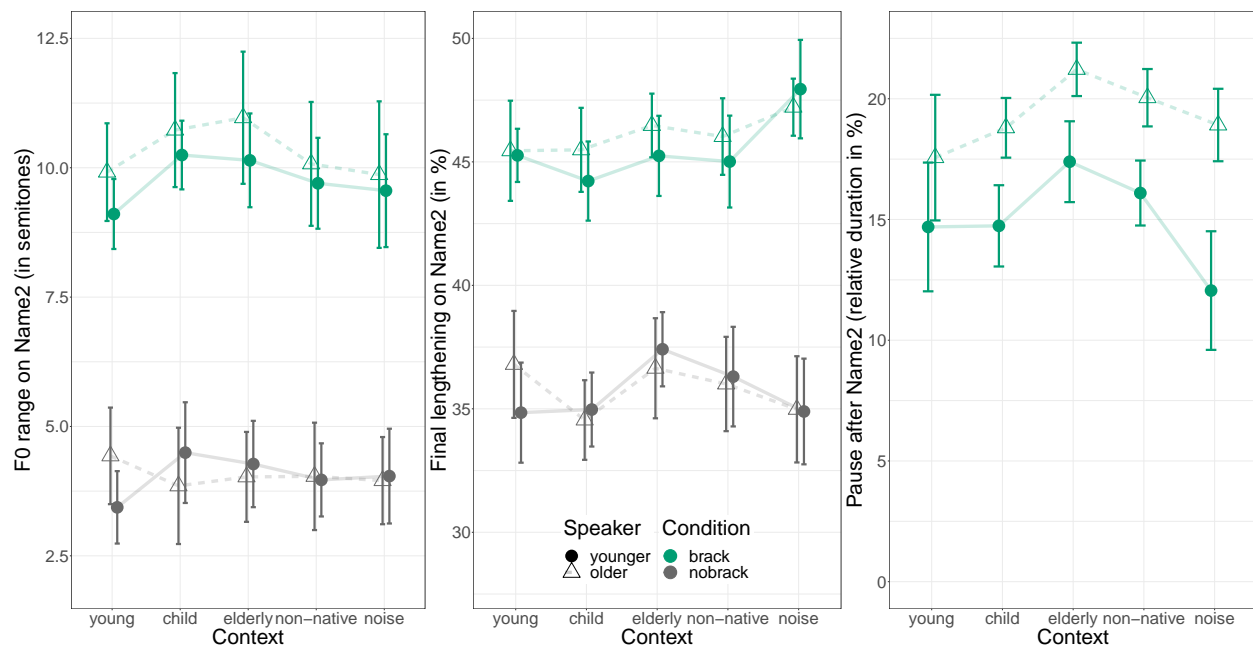 F0 range on Name2 (in semitones)
12.5
10.0
7.5
5.0
2.5
young child elderly non−native noise
Context
Final lengthening on Name2 (in %)
50
45
40
35
30
Speaker
younger
older
Condition
brack
nobrack
young child elderly non−native noise
Context
Pause after Name2 (relative duration in %)
20
15
10
5
0
young child elderly non−native noise
Context